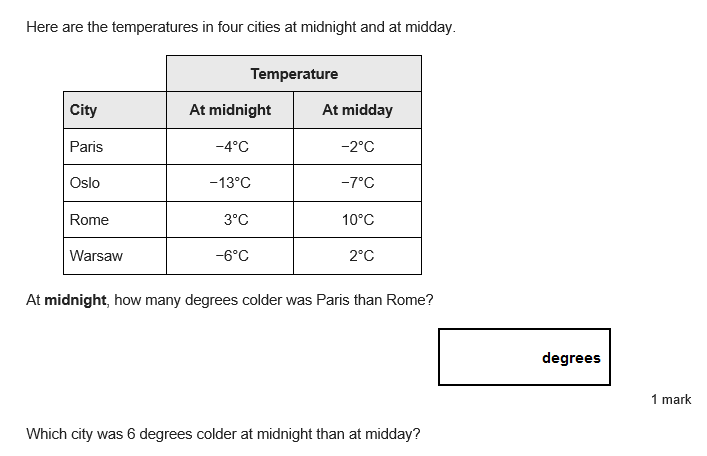 Here are the temperatures in four cities at midnight and at midday.
Temperature
City At midnight At midday
Paris −4°C −2°C
Oslo −13°C −7°C
Rome 3°C 10°C
Warsaw −6°C 2°C
At midnight, how many degrees colder was Paris than Rome?
degrees
1 mark
Which city was 6 degrees colder at midnight than at midday?